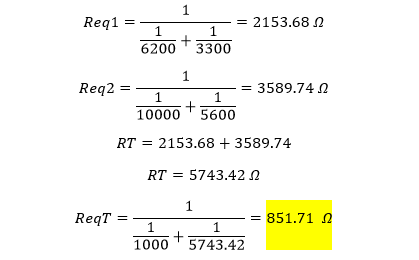 Req1 = 1 / (1/6200 + 1/3300) = 2153.68 Ω
Req2 = 1 / (1/10000 + 1/5600) = 3589.74 Ω
RT = 2153.68 + 3589.74
RT = 5743.42 Ω
ReqT = 1 / (1/1000 + 1/5743.42) = 851.71 Ω